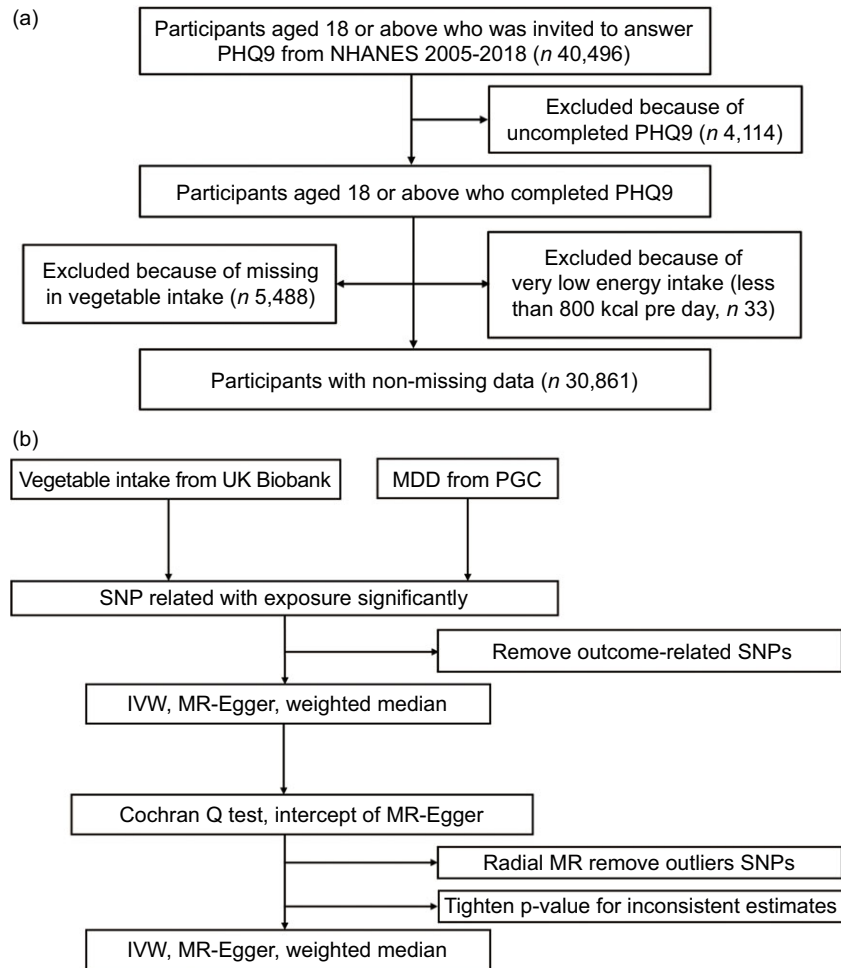 (a)
Participants aged 18 or above who was invited to answer
PHQ9 from NHANES 2005-2018 (n 40,496)
Excluded because of
uncompleted PHQ9 (n 4,114)
Participants aged 18 or above who completed PHQ9
Excluded because of missing
in vegetable intake (n 5,488)
Excluded because of
very low energy intake (less
than 800 kcal pre day, n 33)
Participants with non-missing data (n 30,861)
(b)
Vegetable intake from UK Biobank
MDD from PGC
SNP related with exposure significantly
Remove outcome-related SNPs
IVW, MR-Egger, weighted median
Cochran Q test, intercept of MR-Egger
Radial MR remove outliers SNPs
Tighten p-value for inconsistent estimates
IVW, MR-Egger, weighted median